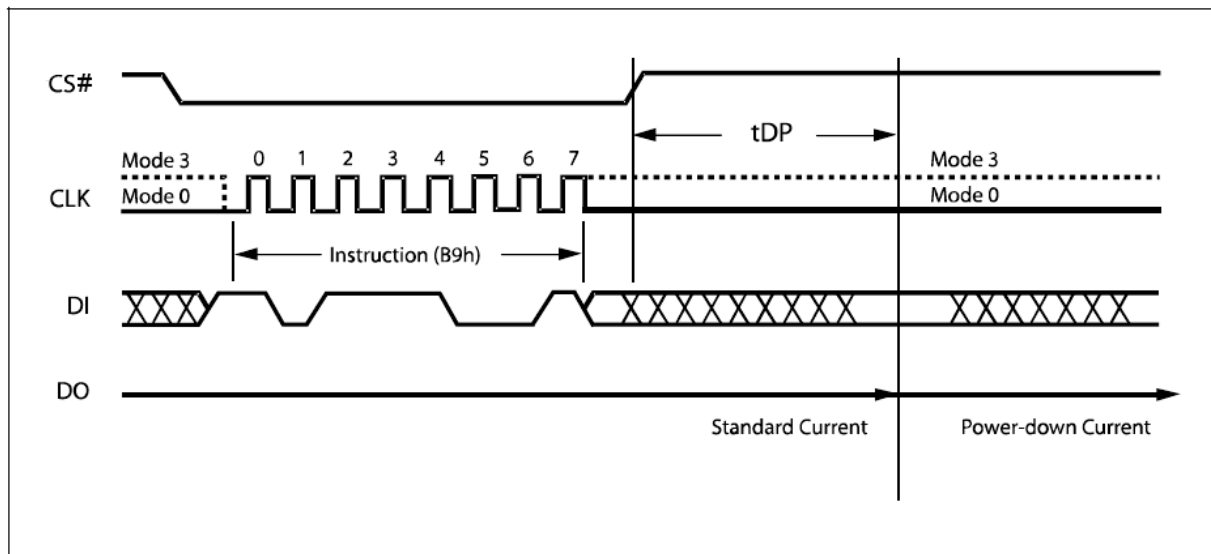 CS#
tDP
Mode 3
0 1 2 3 4 5 6 7
Mode 3
CLK
Mode 0
Mode 0
Instruction (B9h)
DI
DO
Standard Current
Power-down Current